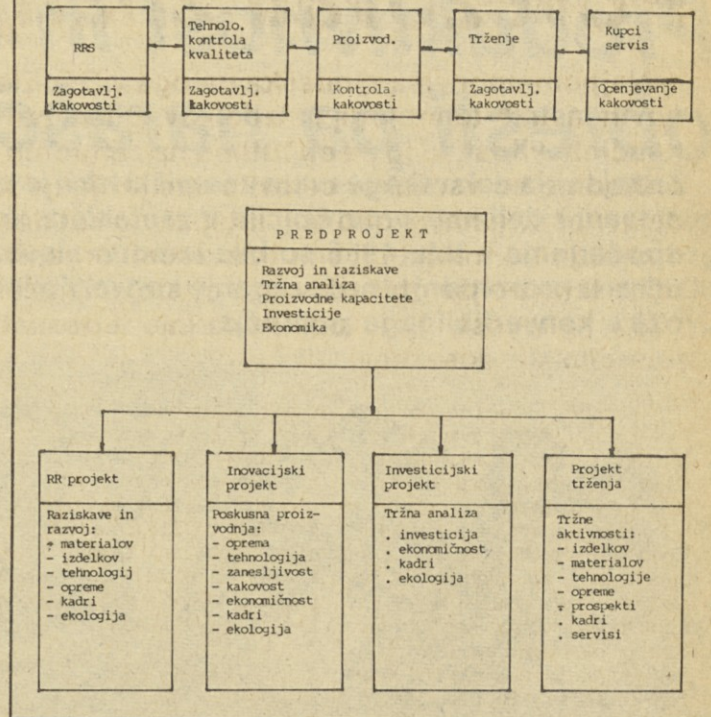 RRS
Zagotavlj.
kakovosti
Tehnolo.
kontrola
kvaliteta
Zagotavlj.
kakovosti
Proizvod.
Kontrola
kakovosti
Trženje
Zagotavlj.
kakovosti
Kupci
servis
Ocenjevanje
kakovosti
PREDPROJEKT
Razvoj in raziskave
Tržna analiza
Proizvodne kapacitete
Investicije
Ekonomika
RR projekt
Raziskave in
razvoj:
- materialov
- izdelkov
- tehnologij
- opreme
- kadri
- ekologija
Inovacijski
projekt
Poskusna proiz-
vodnja:
- oprema
- tehnologija
- zanesljivost
- kakovost
- ekonomičnost
- kadri
- ekologija
Investicijski
projekt
Tržna analiza
. investicija
. ekonomičnost
. kadri
. ekologija
Projekt
trženja
Tržne
aktivnosti:
- izdelkov
- materialov
- tehnologije
- opreme
- prospekti
. kadri
. servisi